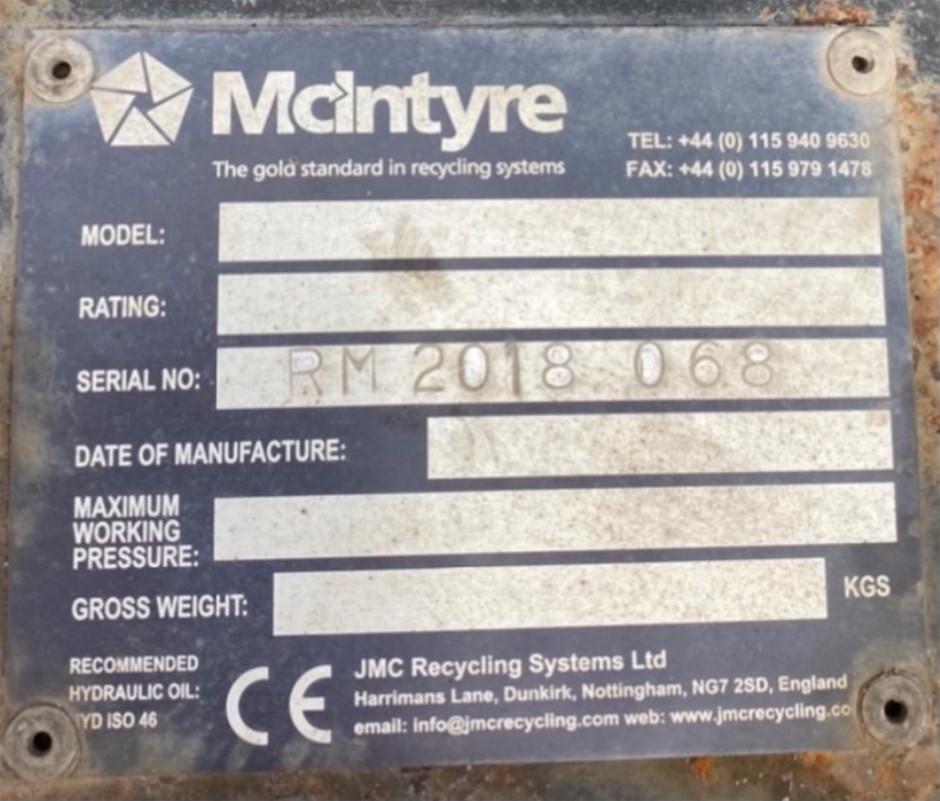 McIntyre
The gold standard in recycling systems
TEL: +44 (0) 115 940 9630
FAX: +44 (0) 115 979 1478
MODEL:
RATING:
SERIAL NO: RM 2018 068
DATE OF MANUFACTURE:
MAXIMUM
WORKING
PRESSURE:
GROSS WEIGHT: KGS
RECOMMENDED
HYDRAULIC OIL:
ISO 46
CE
JMC Recycling Systems Ltd
Harrimans Lane, Dunkirk, Nottingham, NG7 2SD, England
email: info@jmcrecycling.com web: www.jmcrecycling.co